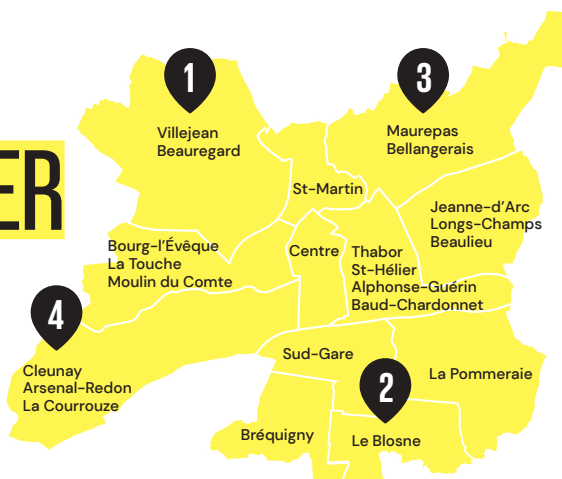 1
3
Villejean
Beauregard
Maurepas
Bellangerais
ER
St-Martin
Jeanne-d'Arc
Longs-Champs
Beaulieu
Bourg-l'Évêque
La Touche
Moulin du Comte
Centre
Thabor
St-Hélier
Alphonse-Guérin
Baud-Chardonnet
4
Cleunay
Arsenal-Redon
La Courrouze
Sud-Gare
2
La Pommeraie
Bréquigny
Le Blosne